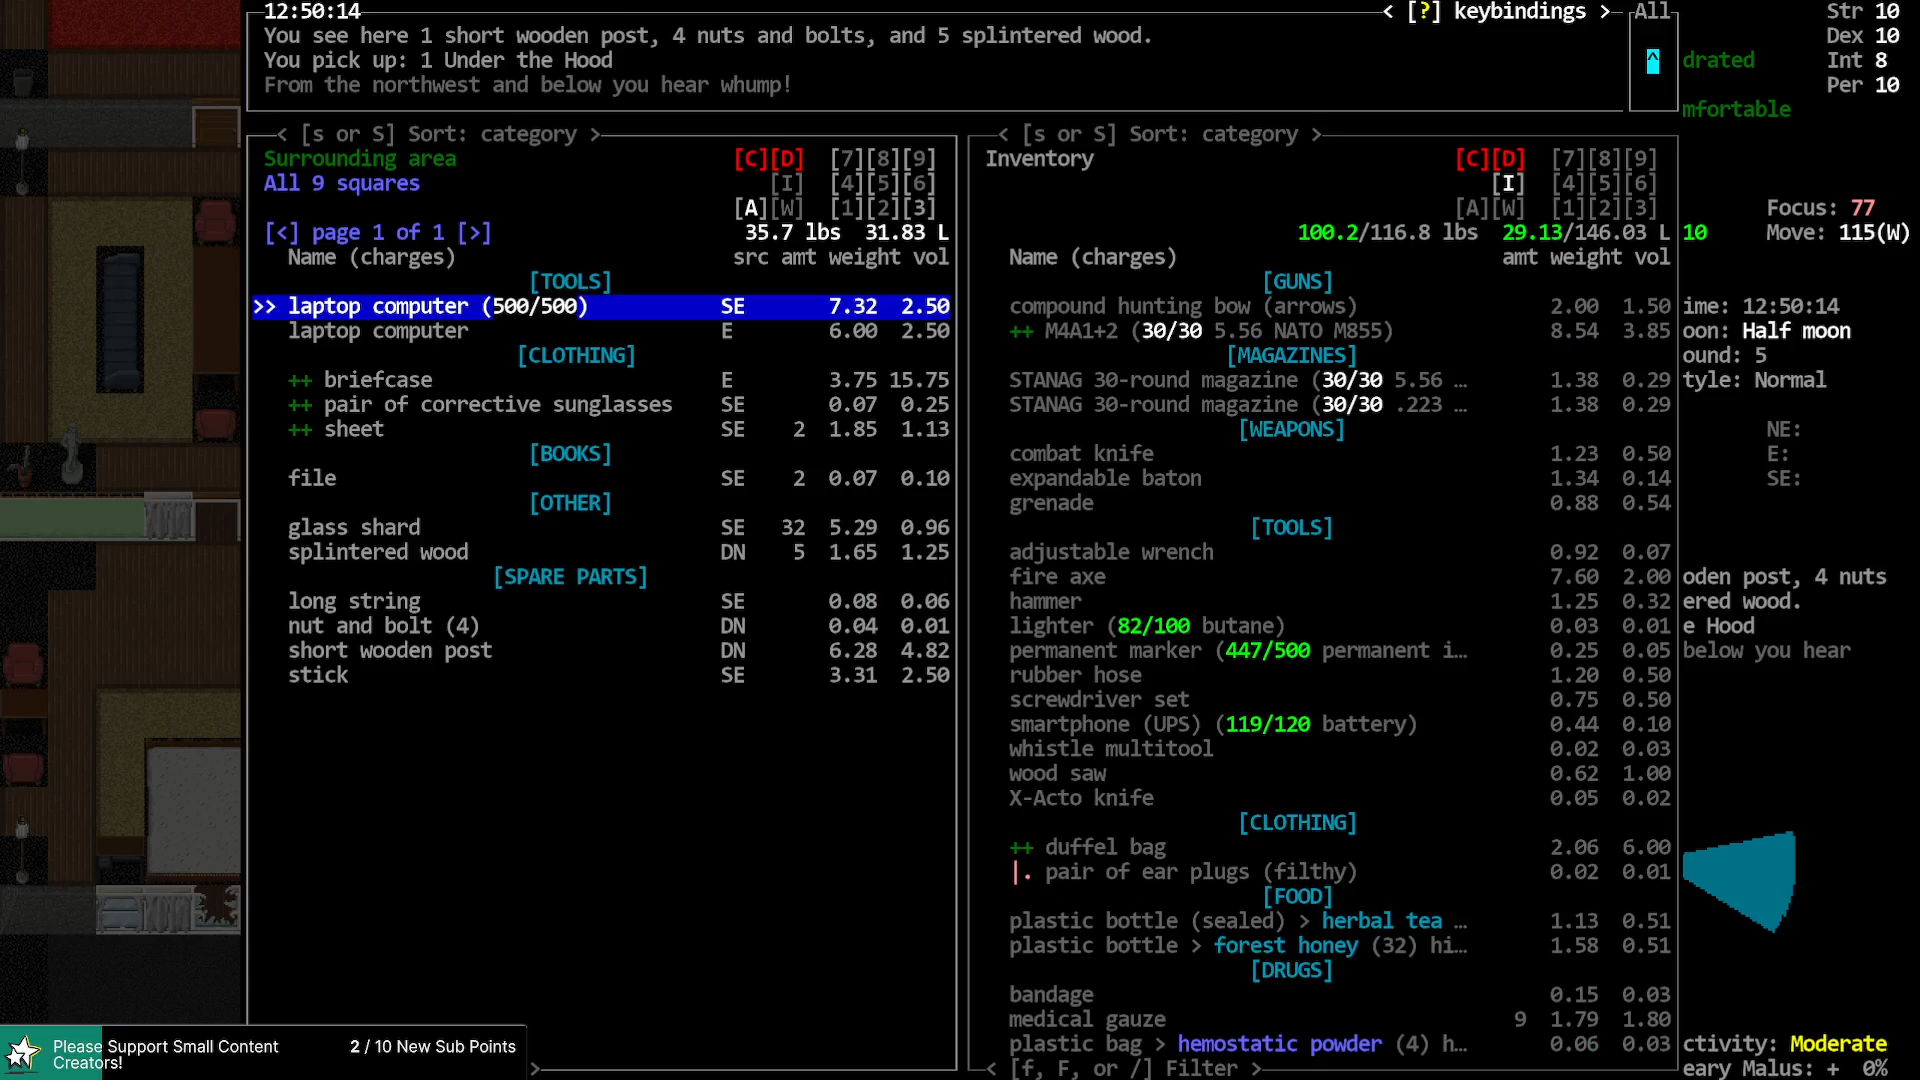 12:50:14 < [?] keybindings > All Str 10
You see here 1 short wooden post, 4 nuts and bolts, and 5 splintered wood. Dex 10
You pick up: 1 Under the Hood ^ drated Int 8
From the northwest and below you hear whump! Per 10
mfortable
< [s or S] Sort: category > < [s or S] Sort: category >
Surrounding area [C][D] [7][8][9] Inventory [C][D] [7][8][9]
All 9 squares [I] [4][5][6] [I] [4][5][6]
[A][W] [1][2][3] [A][W] [1][2][3] Focus: 77
[<] page 1 of 1 [>] 35.7 lbs 31.83 L 100.2/116.8 lbs 29.13/146.03 L 10 Move: 115(W)
Name (charges) src amt weight vol Name (charges) amt weight vol
[TOOLS] [GUNS]
>> laptop computer (500/500) SE 7.32 2.50 compound hunting bow (arrows) 2.00 1.50 ime: 12:50:14
laptop computer E 6.00 2.50 ++ M4A1+2 (30/30 5.56 NATO M855) 8.54 3.85 oon: Half moon
[CLOTHING] [MAGAZINES] ound: 5
++ briefcase E 3.75 15.75 STANAG 30-round magazine (30/30 5.56 … 1.38 0.29 tyle: Normal
++ pair of corrective sunglasses SE 0.07 0.25 STANAG 30-round magazine (30/30 .223 … 1.38 0.29
++ sheet SE 2 1.85 1.13 [WEAPONS] NE:
[BOOKS] combat knife 1.23 0.50 E:
file SE 2 0.07 0.10 expandable baton 1.34 0.14 SE:
[OTHER] grenade 0.88 0.54
glass shard SE 32 5.29 0.96 [TOOLS]
splintered wood DN 5 1.65 1.25 adjustable wrench 0.92 0.07
[SPARE PARTS] fire axe 7.60 2.00 oden post, 4 nuts
long string SE 0.08 0.06 hammer 1.25 0.32 ered wood.
nut and bolt (4) DN 0.04 0.01 lighter (82/100 butane) 0.03 0.01 e Hood
short wooden post DN 6.28 4.82 permanent marker (447/500 permanent i… 0.25 0.05 below you hear
stick SE 3.31 2.50 rubber hose 1.20 0.50
screwdriver set 0.75 0.50
smartphone (UPS) (119/120 battery) 0.44 0.10
whistle multitool 0.02 0.03
wood saw 0.62 1.00
X-Acto knife 0.05 0.02
[CLOTHING]
++ duffel bag 2.06 6.00
|. pair of ear plugs (filthy) 0.02 0.01
[FOOD]
plastic bottle (sealed) > herbal tea … 1.13 0.51
plastic bottle > forest honey (32) hi… 1.58 0.51
[DRUGS]
bandage 0.15 0.03
medical gauze 9 1.79 1.80
plastic bag > hemostatic powder (4) h… 0.06 0.03 ctivity: Moderate
< [f, F, or /] Filter > eary Malus: + 0%
Please Support Small Content Creators! 2 / 10 New Sub Points >